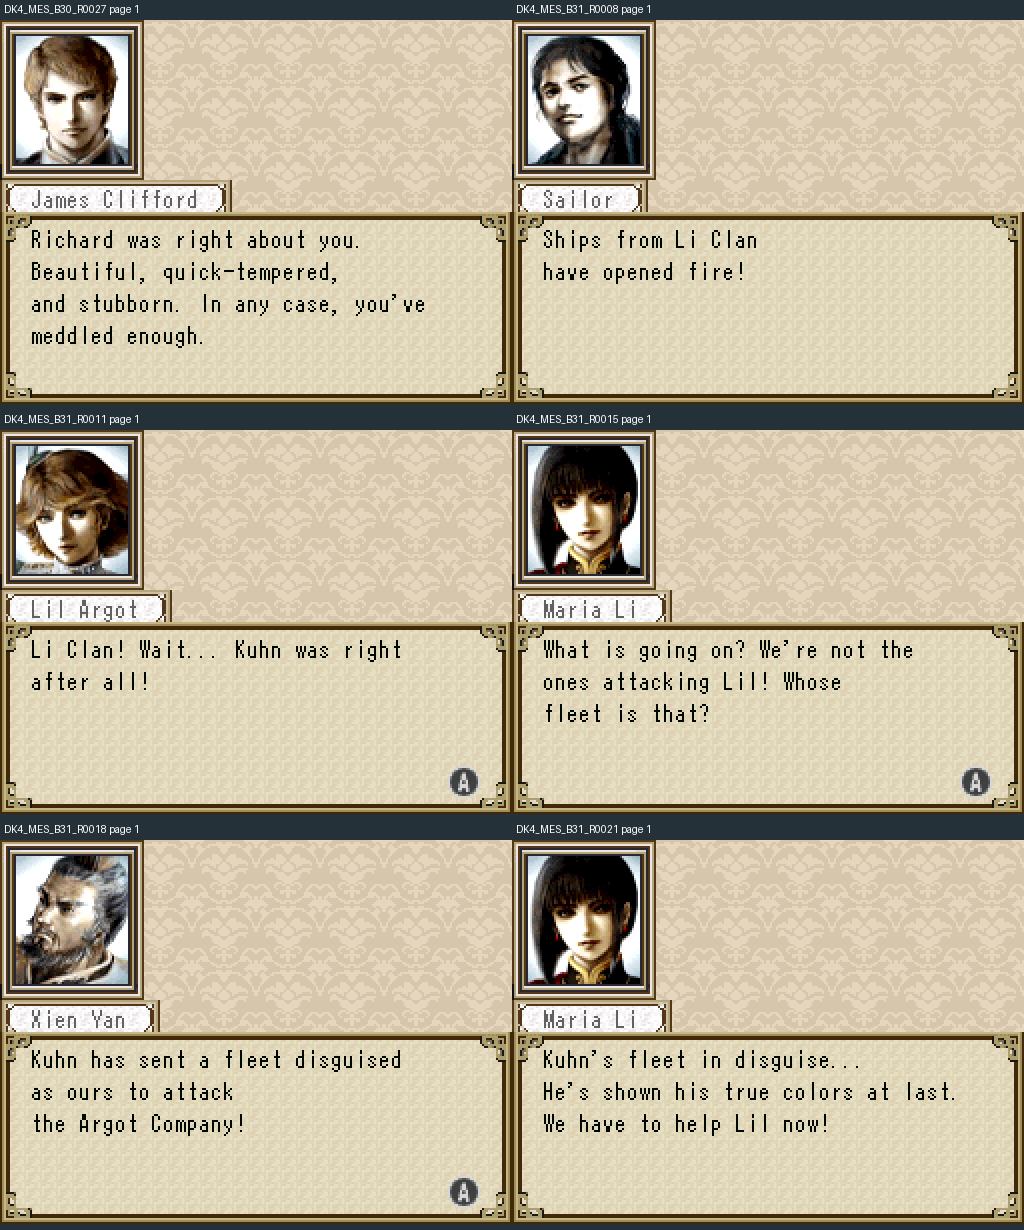 DK4_MES_B30_R0027 page 1
James Clifford
Richard was right about you.
Beautiful, quick-tempered,
and stubborn. In any case, you've
meddled enough.
DK4_MES_B31_R0008 page 1
Sailor
Ships from Li Clan
have opened fire!
DK4_MES_B31_R0011 page 1
Lil Argot
Li Clan! Wait... Kuhn was right
after all!
A
DK4_MES_B31_R0015 page 1
Maria Li
What is going on? We're not the
ones attacking Lil! Whose
fleet is that?
A
DK4_MES_B31_R0018 page 1
Xien Yan
Kuhn has sent a fleet disguised
as ours to attack
the Argot Company!
A
DK4_MES_B31_R0021 page 1
Maria Li
Kuhn's fleet in disguise...
He's shown his true colors at last.
We have to help Lil now!